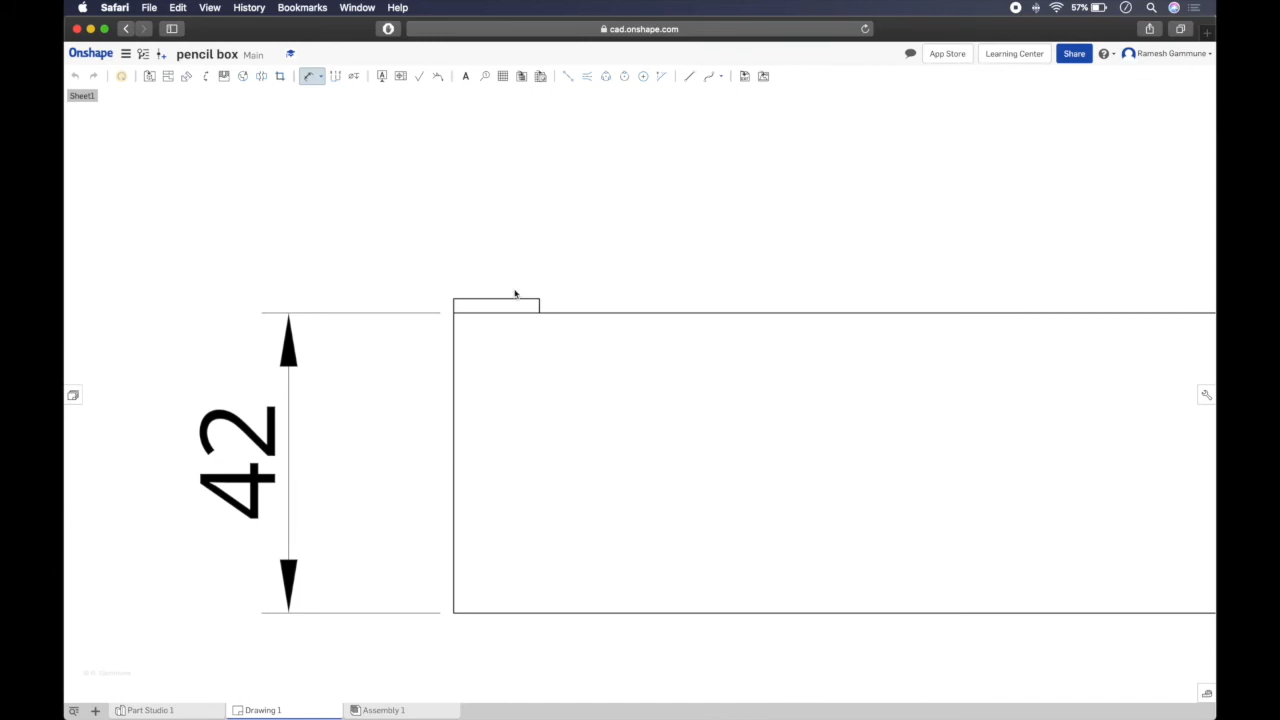 Safari File Edit View History Bookmarks Window Help 57%
cad.onshape.com
Onshape pencil box Main App Store Learning Center Share Ramesh Gammune
Sheet1
42
Part Studio 1 Drawing 1 Assembly 1